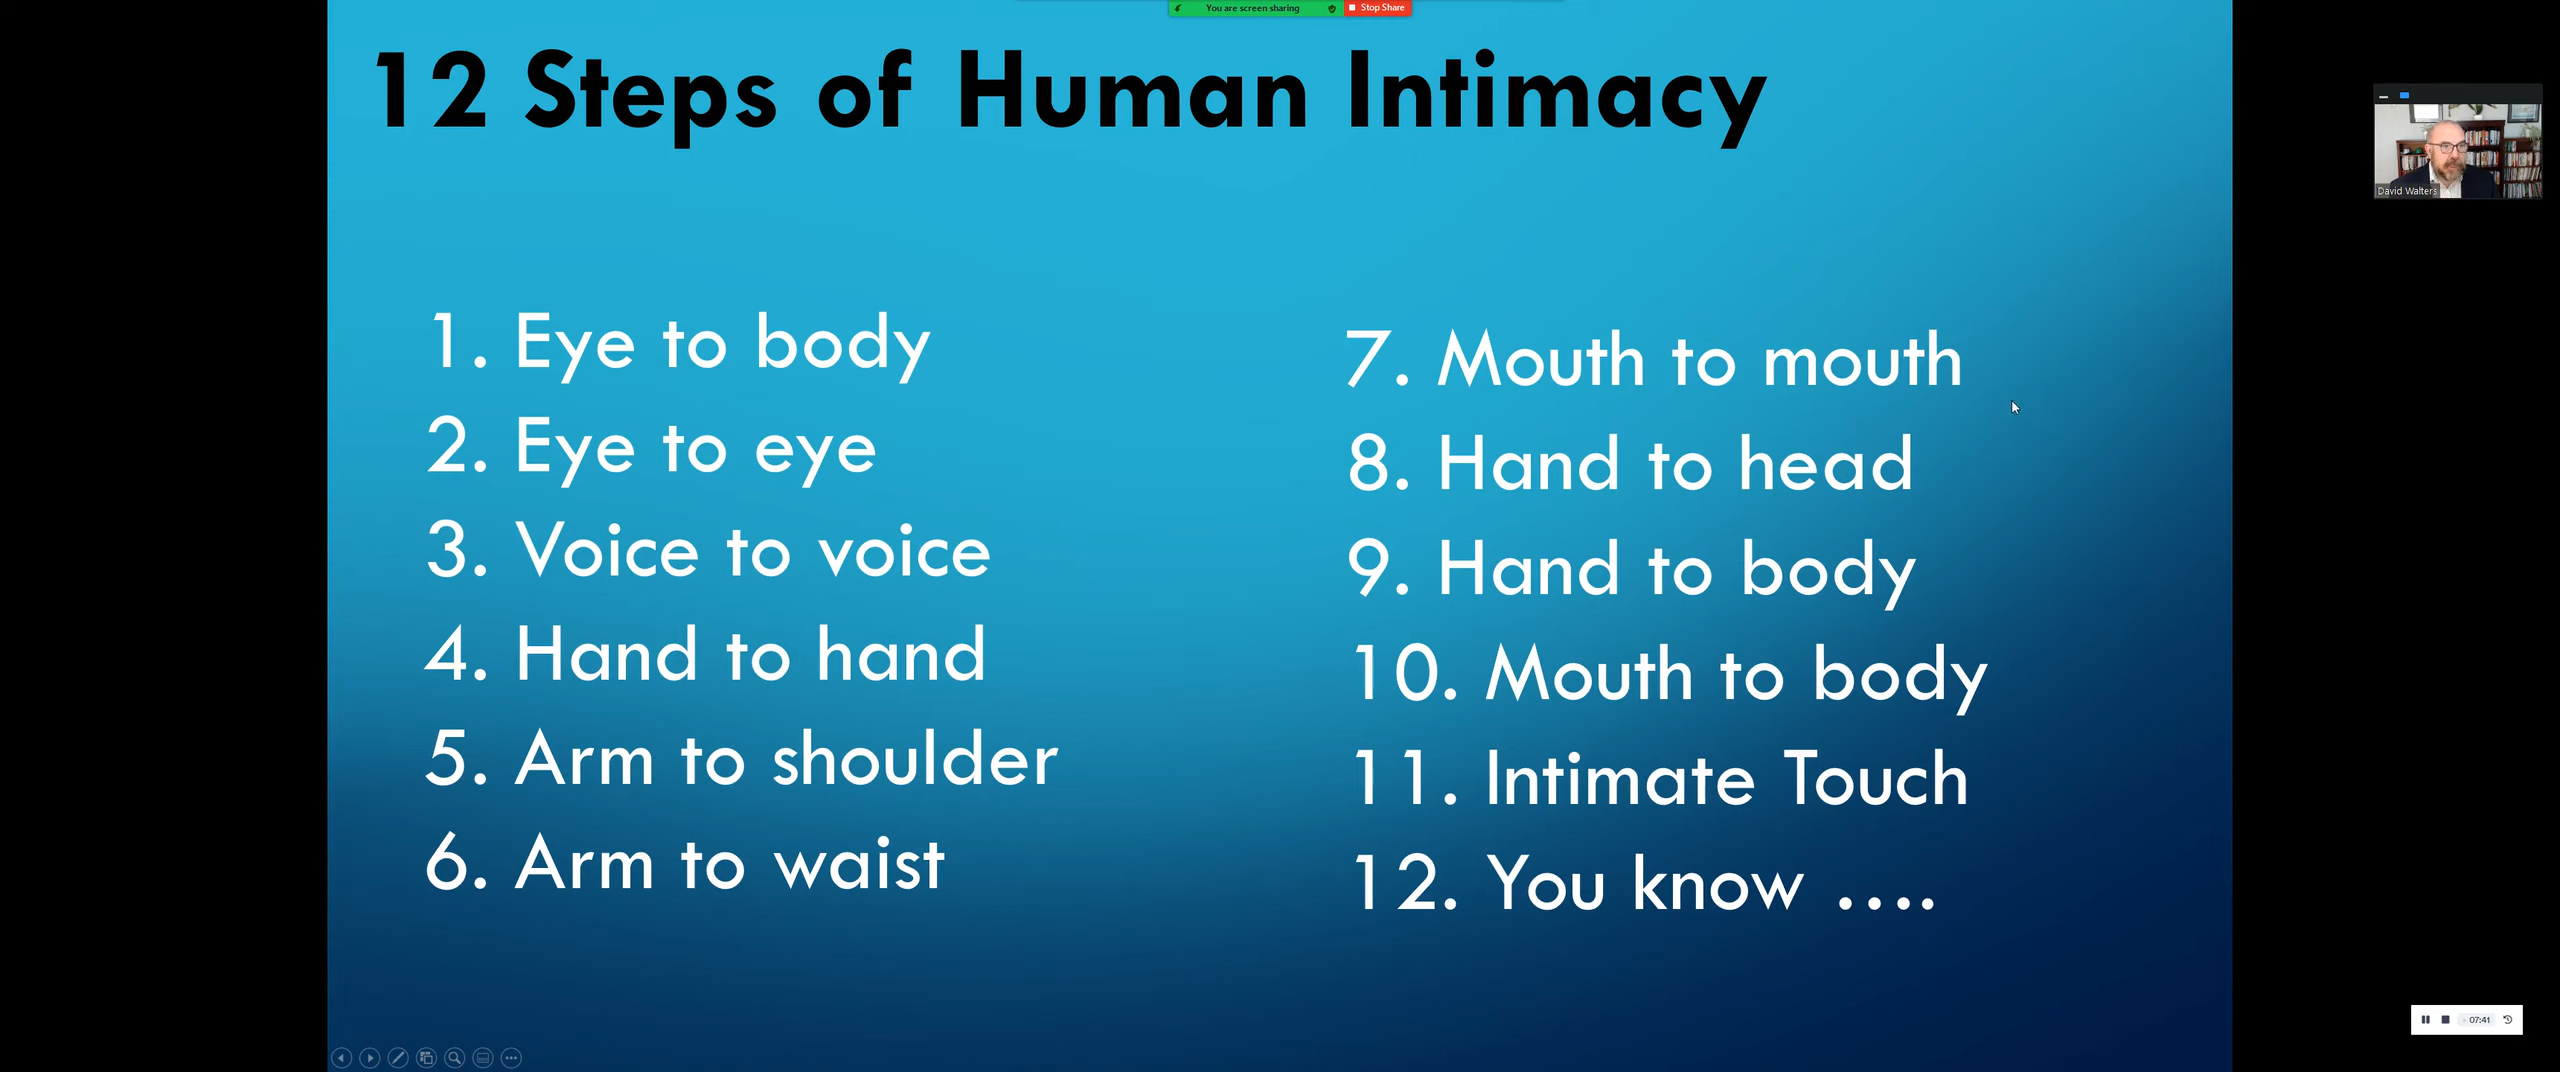 You are screen sharing
Stop Share
12 Steps of Human Intimacy
1. Eye to body
2. Eye to eye
3. Voice to voice
4. Hand to hand
5. Arm to shoulder
6. Arm to waist
7. Mouth to mouth
8. Hand to head
9. Hand to body
10. Mouth to body
11. Intimate Touch
12. You know ....
David Walters
07:41